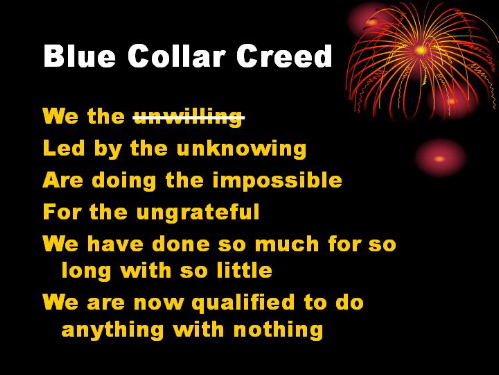 Blue Collar Creed
We the unwilling
Led by the unknowing
Are doing the impossible
For the ungrateful
We have done so much for so
long with so little
We are now qualified to do
anything with nothing